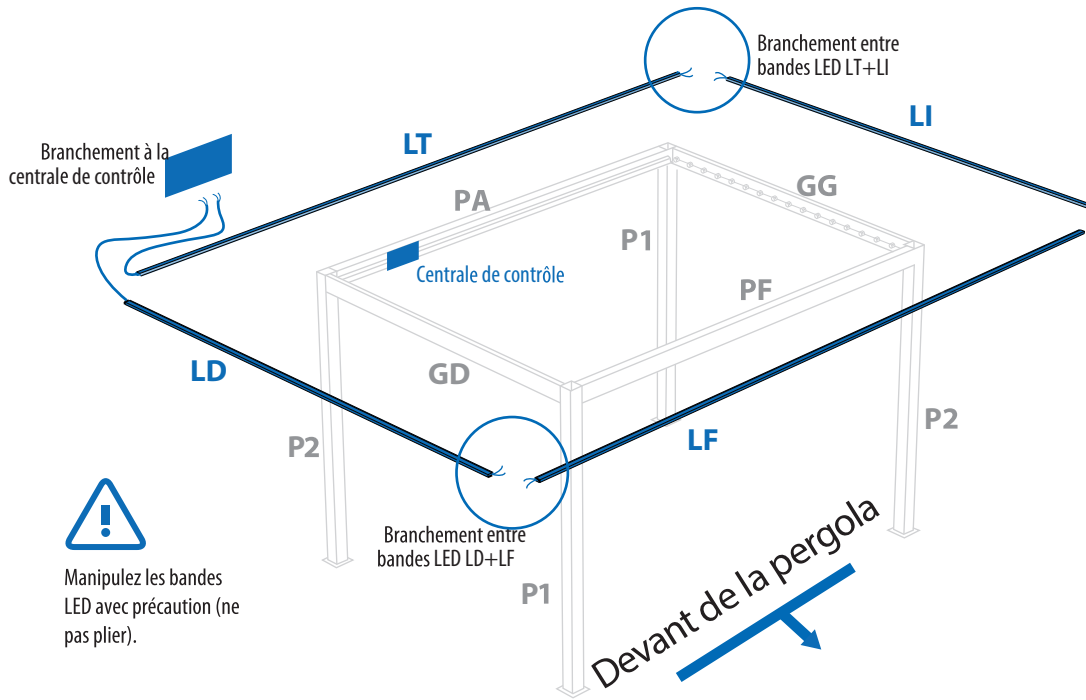 Branchement entre
bandes LED LT+LI
LI
LT
Branchement à la
centrale de contrôle
PA
GG
P1
Centrale de contrôle
PF
LD
GD
P2
LF
P2
Branchement entre
bandes LED LD+LF
P1
Manipulez les bandes
LED avec précaution (ne
pas plier).
Devant de la pergola